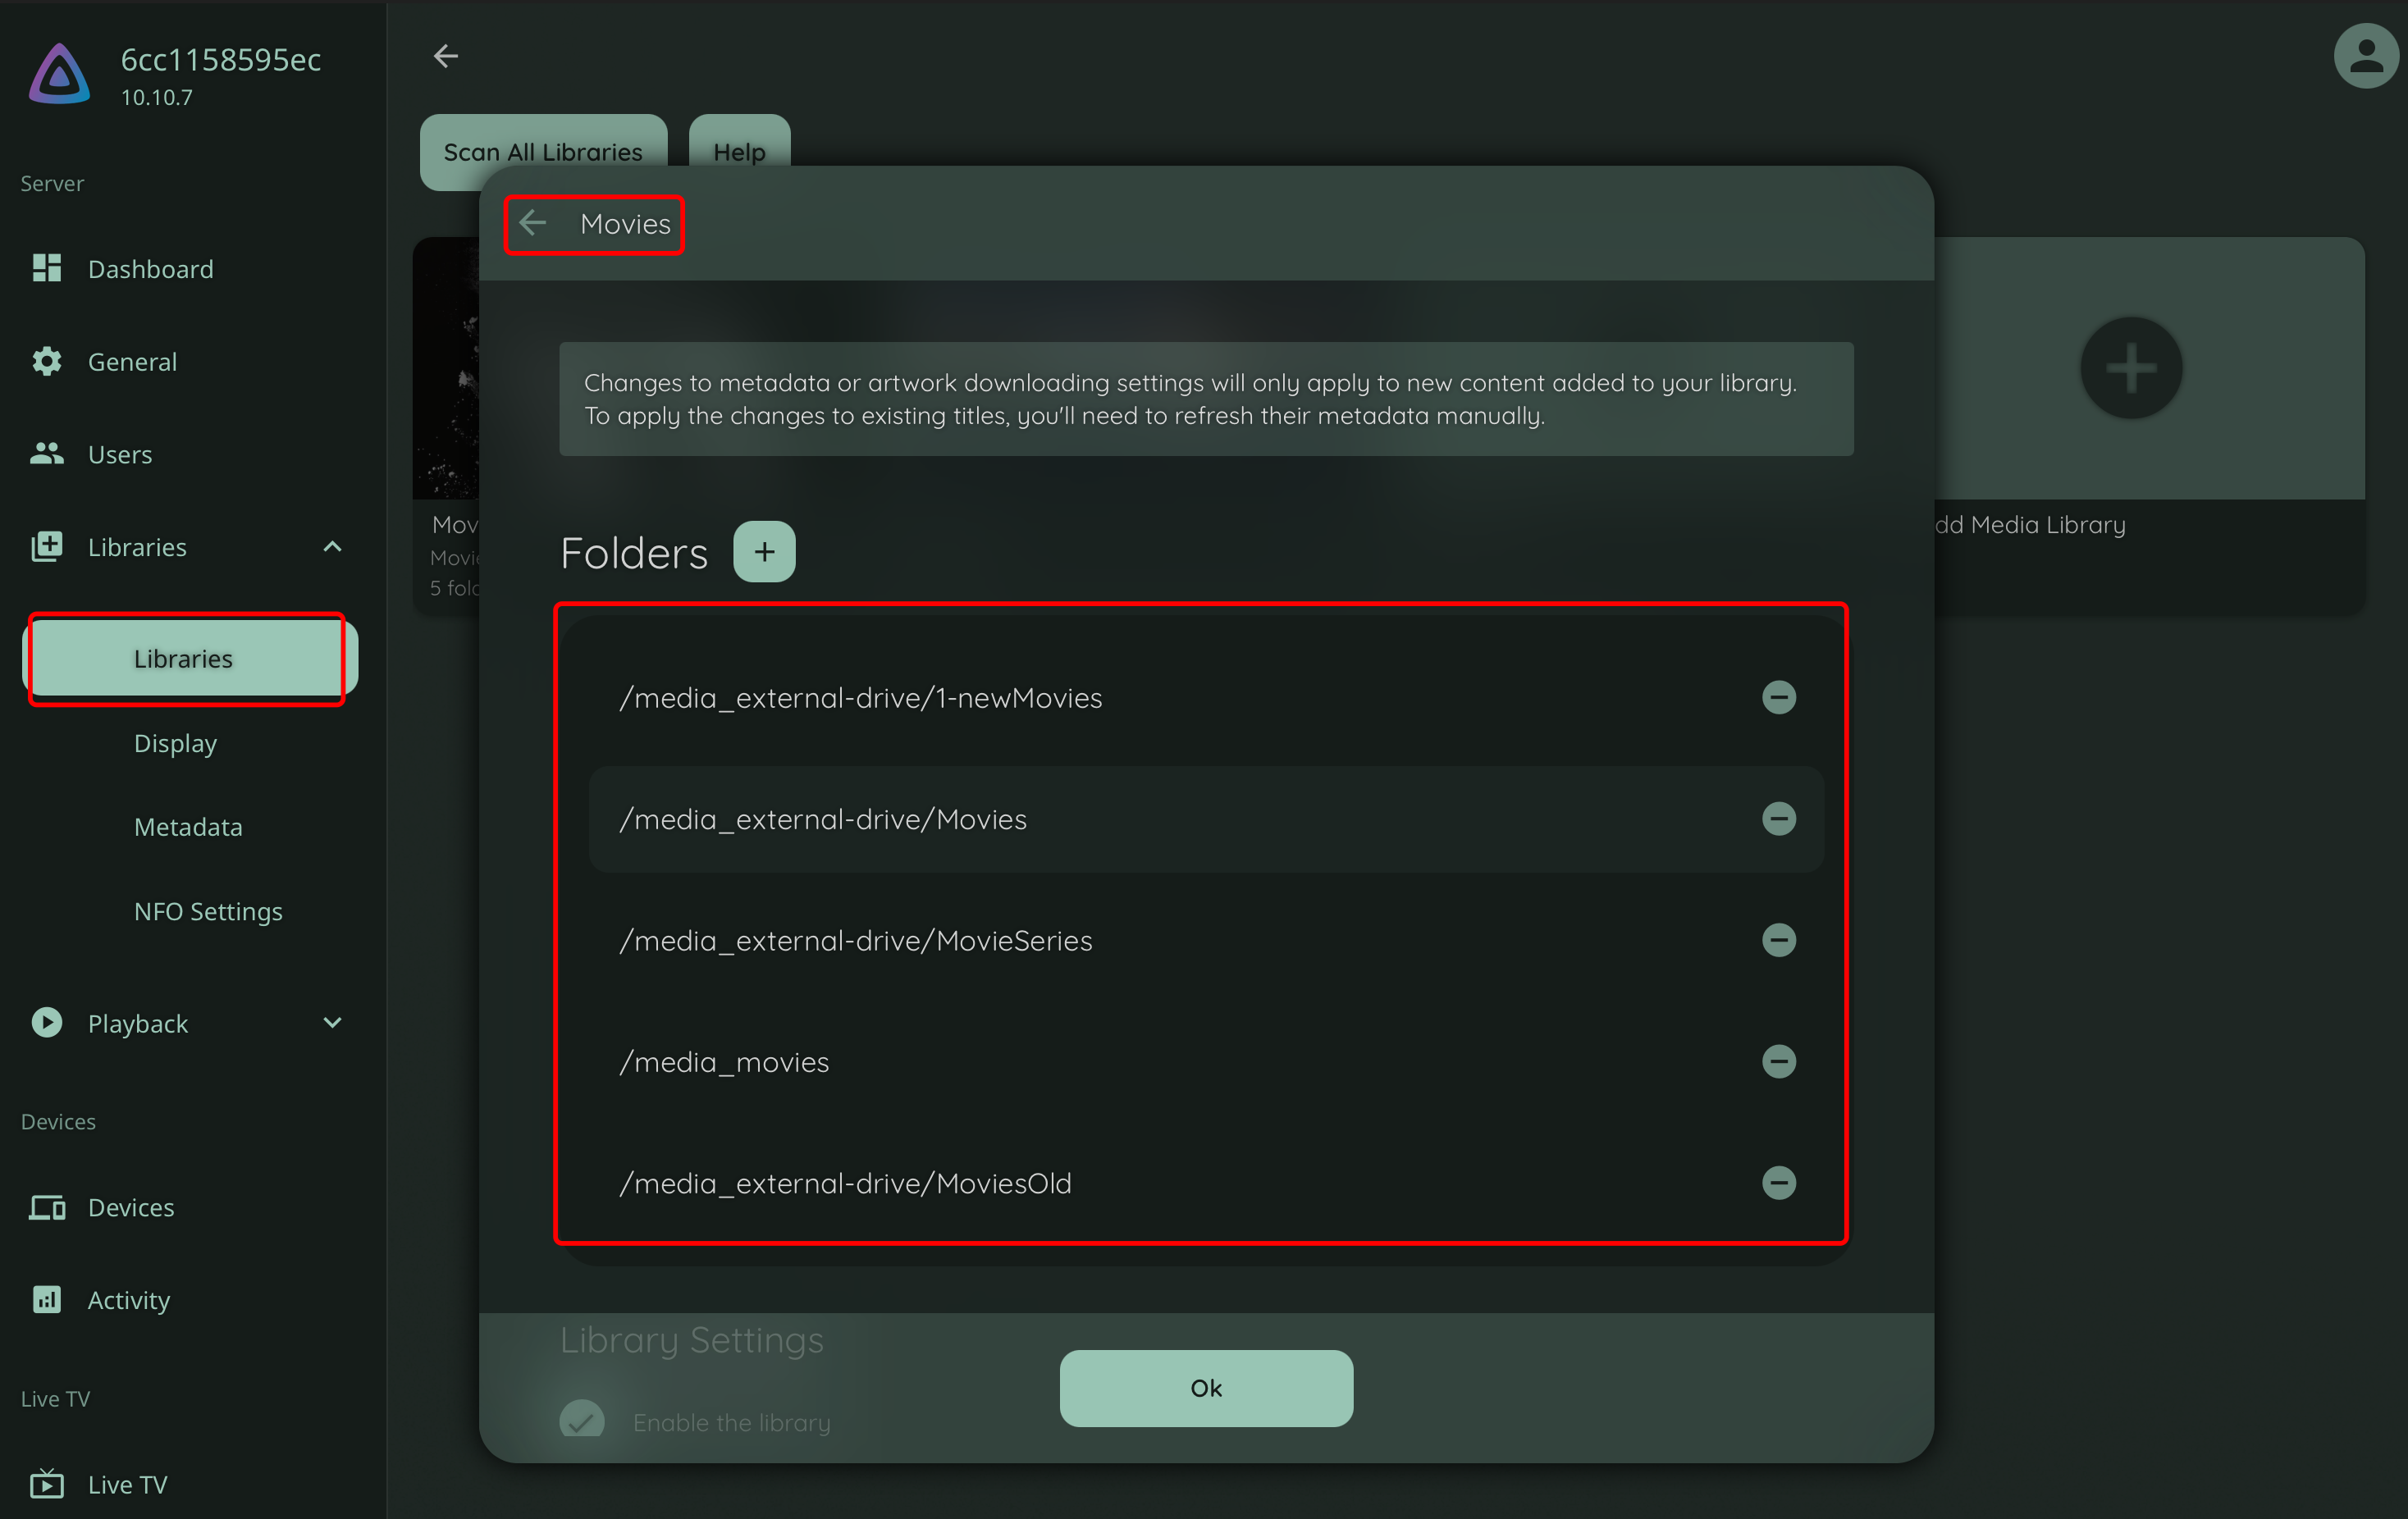 6cc1158595ec
10.10.7
Server
Dashboard
General
Users
Libraries
Libraries
Display
Metadata
NFO Settings
Playback
Devices
Devices
Activity
Live TV
Live TV
Scan All Libraries
Help
Movies
Changes to metadata or artwork downloading settings will only apply to new content added to your library.
To apply the changes to existing titles, you'll need to refresh their metadata manually.
Folders
/media_external-drive/1-newMovies
/media_external-drive/Movies
/media_external-drive/MovieSeries
/media_movies
/media_external-drive/MoviesOld
Library Settings
Enable the library
Ok
Mov
Movie
5 fol
dd Media Library